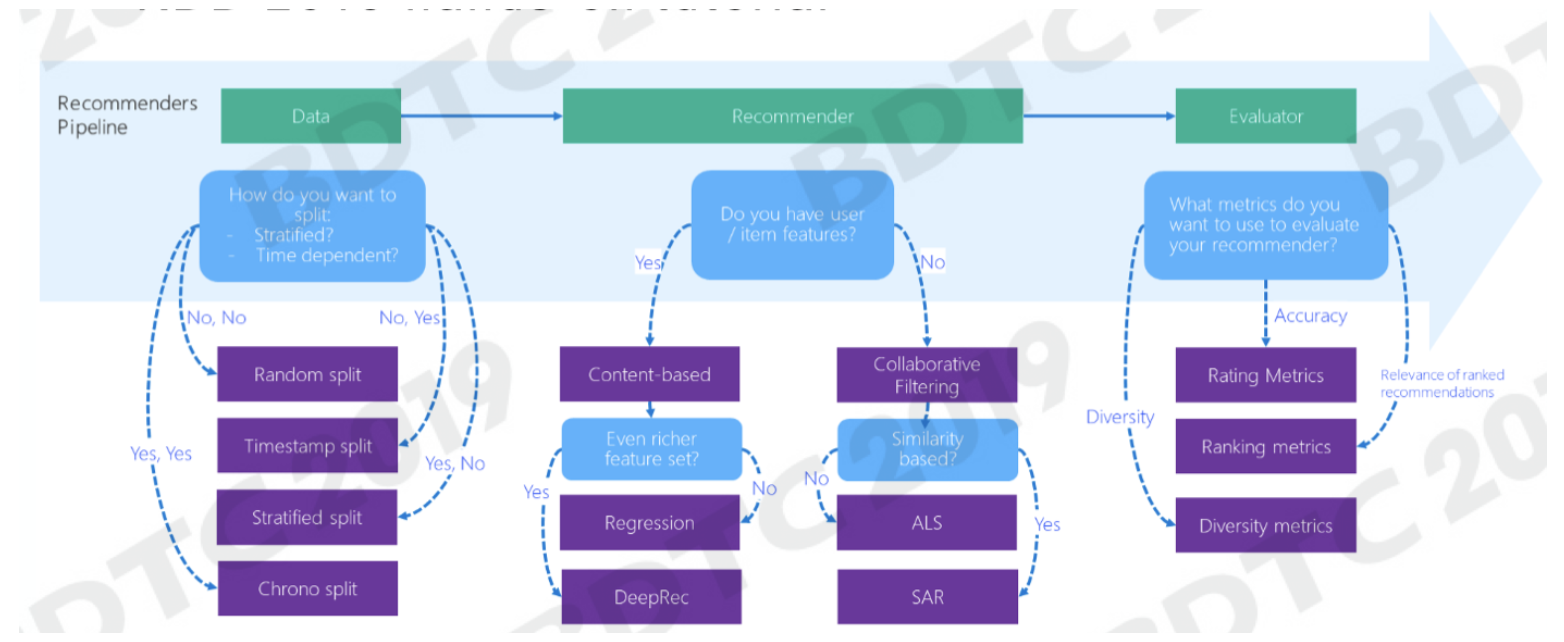 Recommenders
Pipeline
Data
Recommender
Evaluator
How do you want to
split:
- Stratified?
- Time dependent?
Do you have user
/ item features?
What metrics do you
want to use to evaluate
your recommender?
Yes
No
No, No
No, Yes
Accuracy
Random split
Content-based
Collaborative
Filtering
Rating Metrics
Relevance of ranked
recommendations
Diversity
Timestamp split
Even richer
feature set?
Similarity
based?
Ranking metrics
Yes, Yes
Yes, No
Yes
No
No
Yes
Stratified split
Regression
ALS
Diversity metrics
Chrono split
DeepRec
SAR
BDTC 2019
BDTC 2019